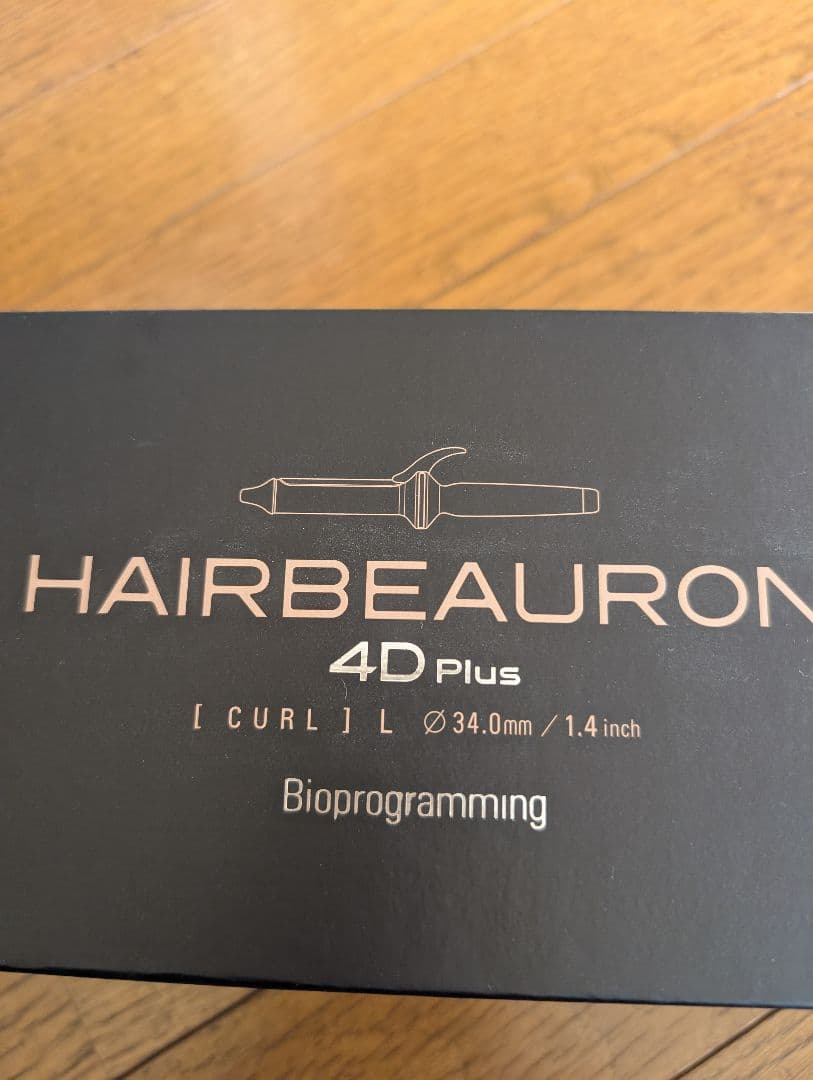 HAIRBEAURON
4D Plus
[ CURL ] L Ø 34.0mm / 1.4 inch
Bioprogramming